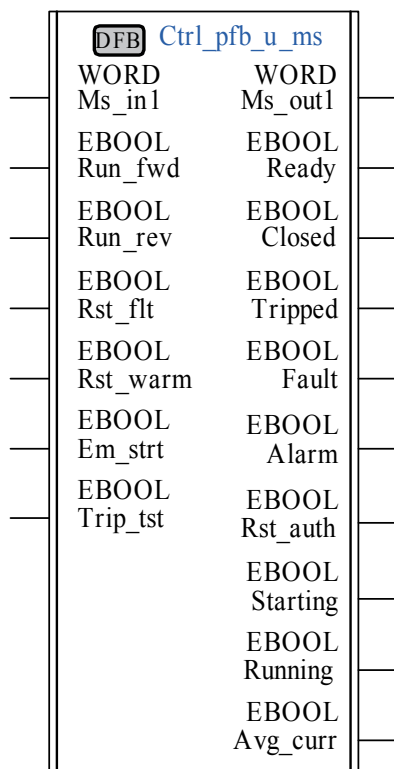 DFB Ctrl_pfb_u_ms
WORD WORD
Ms_in1 Ms_out1
EBOOL EBOOL
Run_fwd Ready
EBOOL EBOOL
Run_rev Closed
EBOOL EBOOL
Rst_flt Tripped
EBOOL EBOOL
Rst_warm Fault
EBOOL EBOOL
Em_strt Alarm
EBOOL EBOOL
Trip_tst Rst_auth
EBOOL
Starting
EBOOL
Running
EBOOL
Avg_curr